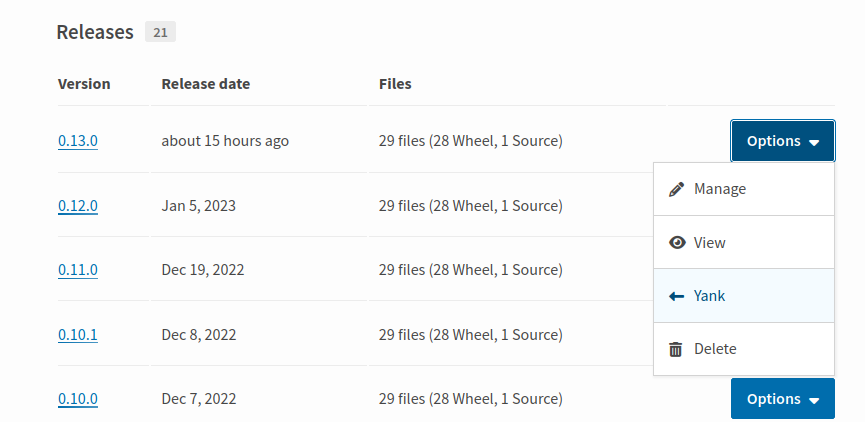 Releases 21
Version Release date Files
0.13.0 about 15 hours ago 29 files (28 Wheel, 1 Source) Options
Manage
0.12.0 Jan 5, 2023 29 files (28 Wheel, 1 Source)
View
0.11.0 Dec 19, 2022 29 files (28 Wheel, 1 Source)
Yank
0.10.1 Dec 8, 2022 29 files (28 Wheel, 1 Source)
Delete
0.10.0 Dec 7, 2022 29 files (28 Wheel, 1 Source) Options